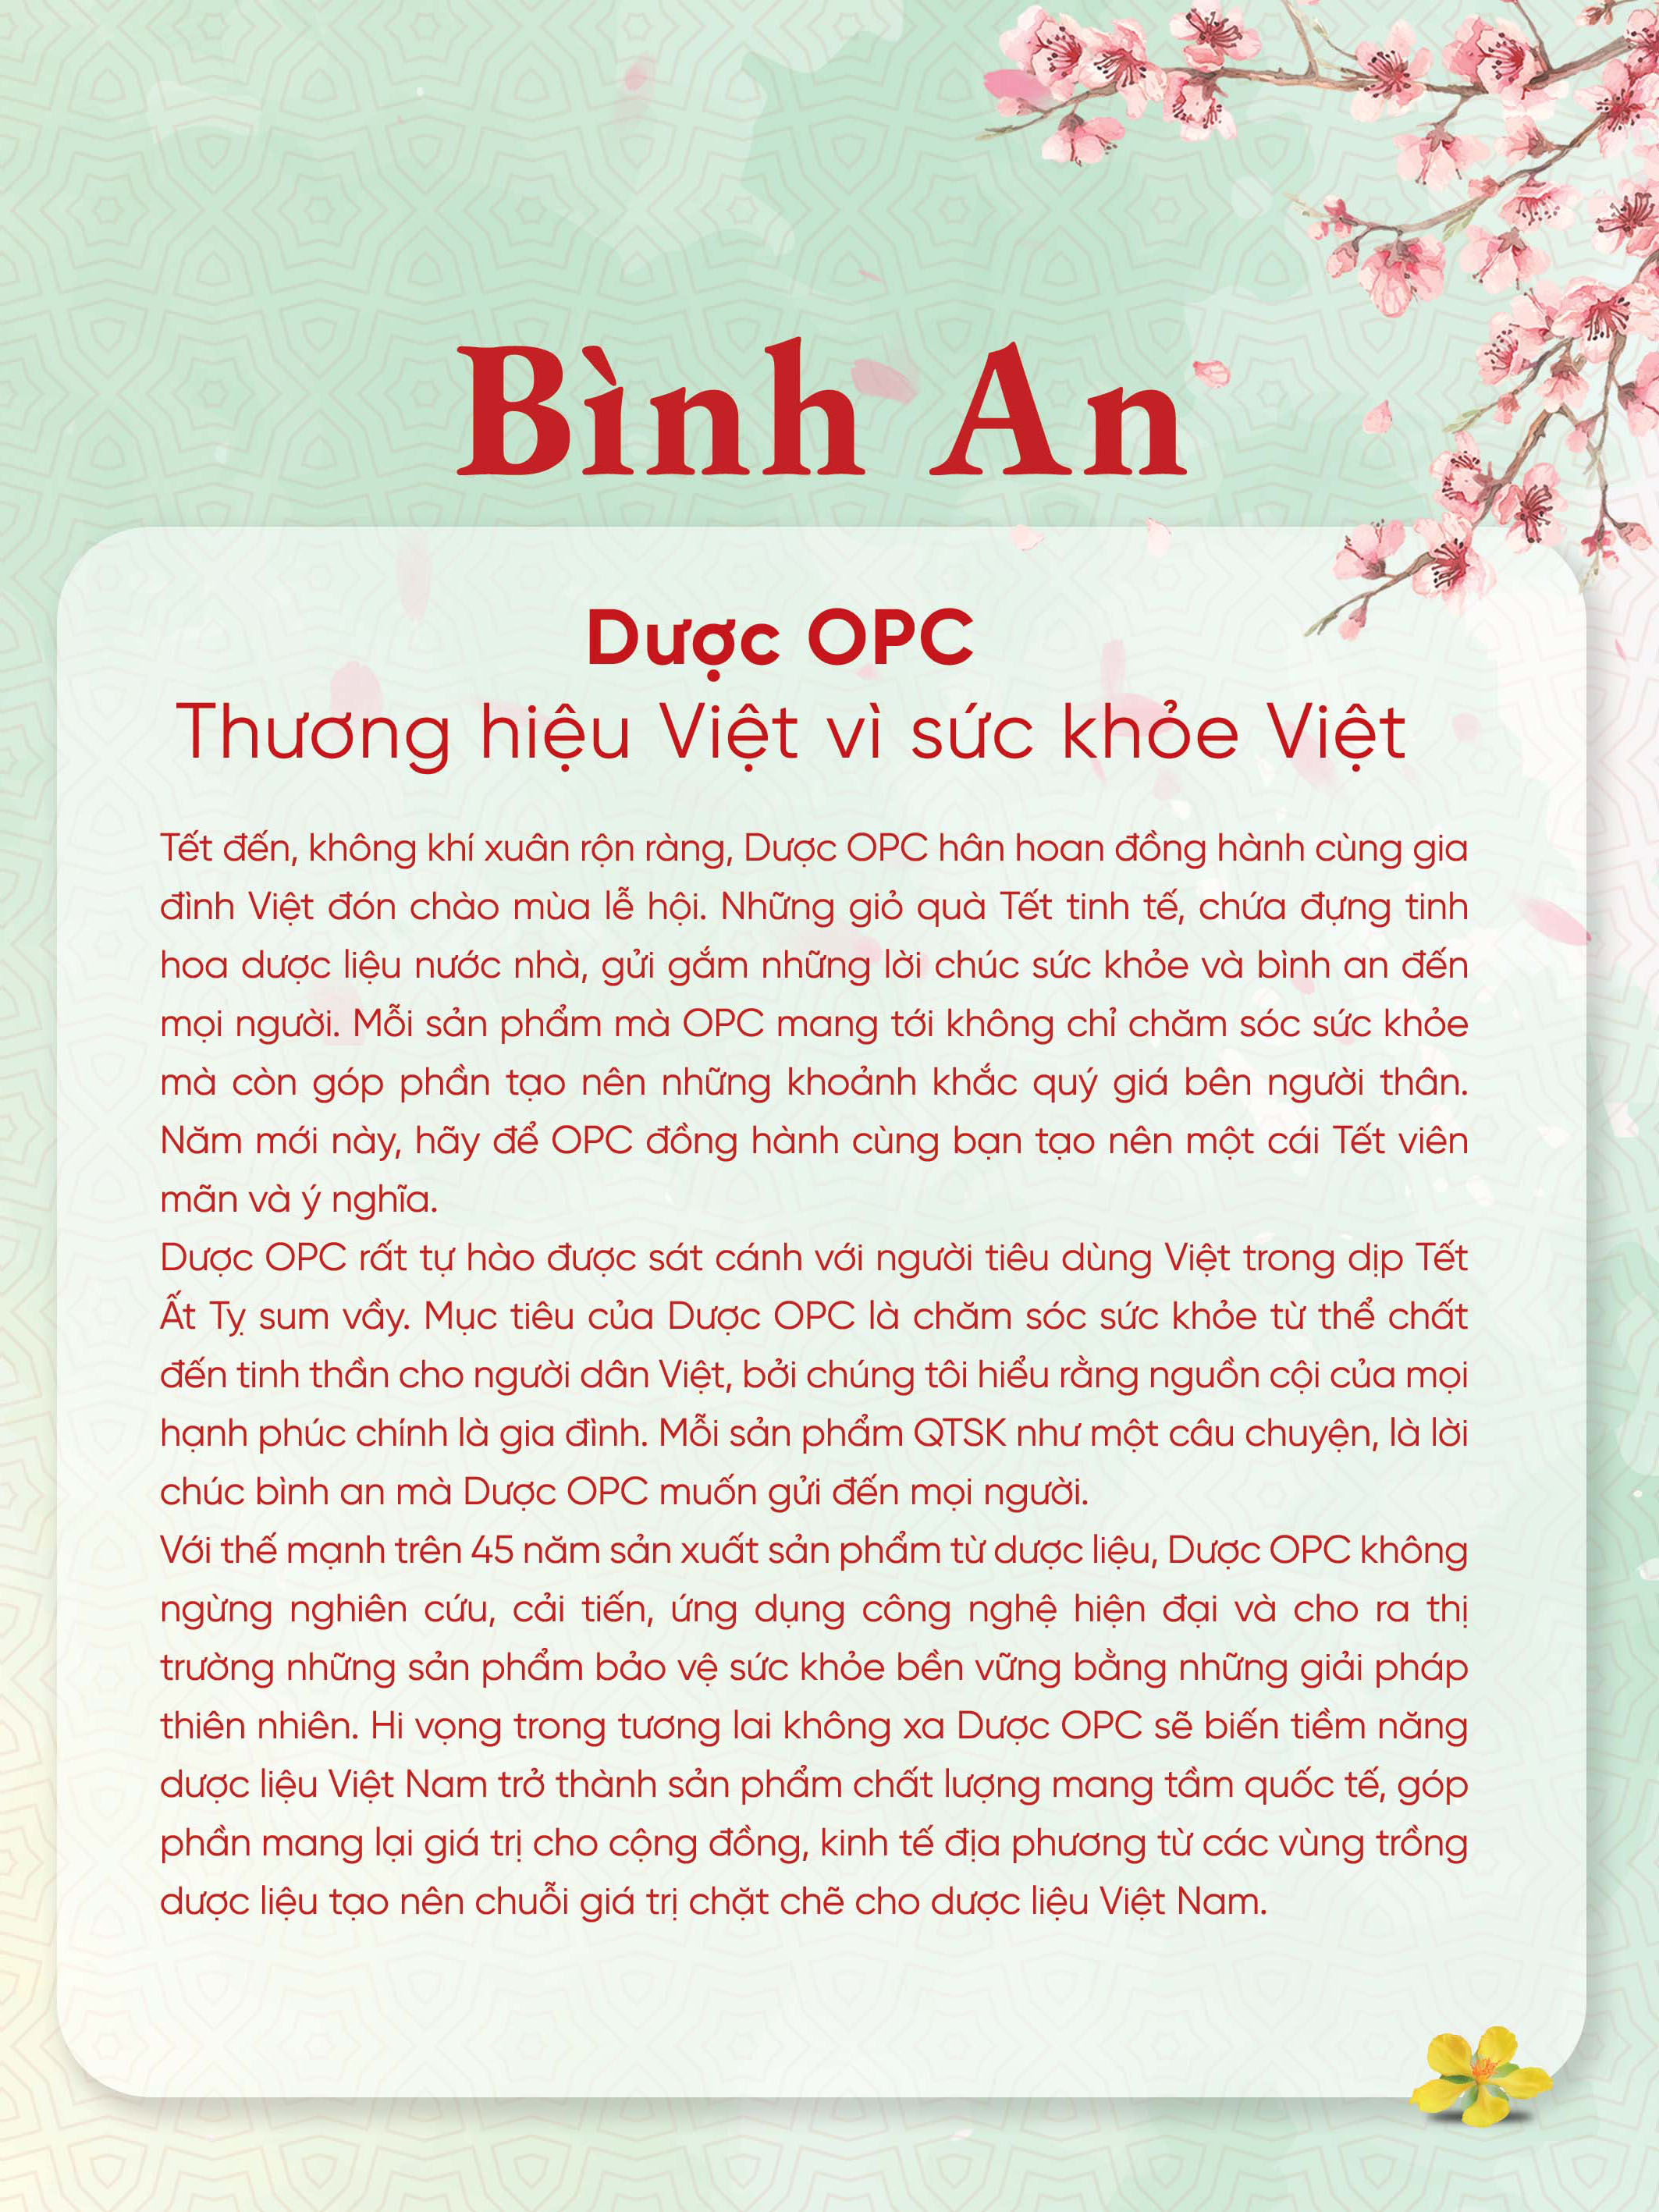 Bình An
Dược OPC
Thương hiệu Việt vì sức khỏe Việt
Tết đến, không khí xuân rộn ràng, Dược OPC hân hoan đồng hành cùng gia
đình Việt đón chào mùa lễ hội. Những giỏ quà Tết tinh tế, chứa đựng tinh
hoa dược liệu nước nhà, gửi gắm những lời chúc sức khỏe và bình an đến
mọi người. Mỗi sản phẩm mà OPC mang tới không chỉ chăm sóc sức khỏe
mà còn góp phần tạo nên những khoảnh khắc quý giá bên người thân.
Năm mới này, hãy để OPC đồng hành cùng bạn tạo nên một cái Tết viên
mãn và ý nghĩa.
Dược OPC rất tự hào được sát cánh với người tiêu dùng Việt trong dịp Tết
Ất Tỵ sum vầy. Mục tiêu của Dược OPC là chăm sóc sức khỏe từ thể chất
đến tinh thần cho người dân Việt, bởi chúng tôi hiểu rằng nguồn cội của mọi
hạnh phúc chính là gia đình. Mỗi sản phẩm QTSK như một câu chuyện, là lời
chúc bình an mà Dược OPC muốn gửi đến mọi người.
Với thế mạnh trên 45 năm sản xuất sản phẩm từ dược liệu, Dược OPC không
ngừng nghiên cứu, cải tiến, ứng dụng công nghệ hiện đại và cho ra thị
trường những sản phẩm bảo vệ sức khỏe bền vững bằng những giải pháp
thiên nhiên. Hi vọng trong tương lai không xa Dược OPC sẽ biến tiềm năng
dược liệu Việt Nam trở thành sản phẩm chất lượng mang tầm quốc tế, góp
phần mang lại giá trị cho cộng đồng, kinh tế địa phương từ các vùng trồng
dược liệu tạo nên chuỗi giá trị chặt chẽ cho dược liệu Việt Nam.